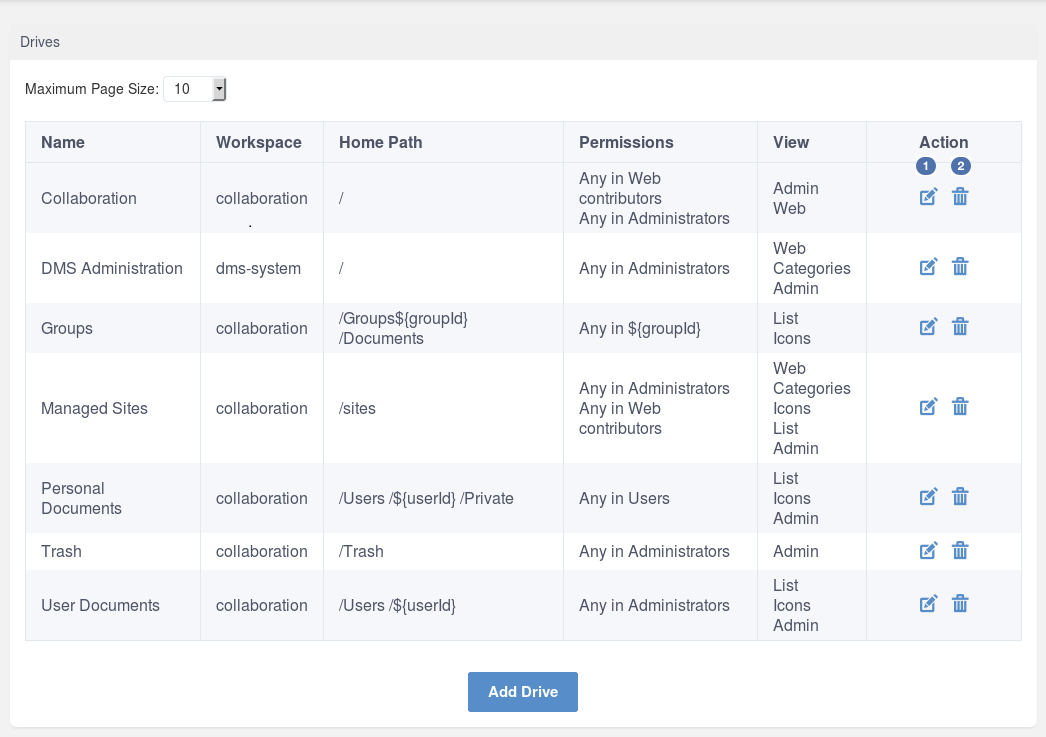 Drives
Maximum Page Size: 10
Name Workspace Home Path Permissions View Action
1 2
Collaboration collaboration / Any in Web
contributors
Any in Administrators Admin
Web
DMS Administration dms-system / Any in Administrators Web
Categories
Admin
Groups collaboration /Groups${groupId}
/Documents Any in ${groupId} List
Icons
Managed Sites collaboration /sites Any in Administrators
Any in Web
contributors Web
Categories
Icons
List
Admin
Personal
Documents collaboration /Users /${userId} /Private Any in Users List
Icons
Admin
Trash collaboration /Trash Any in Administrators Admin
User Documents collaboration /Users /${userId} Any in Administrators List
Icons
Admin
Add Drive